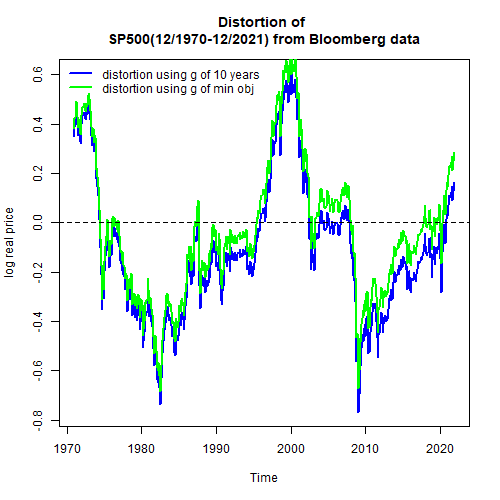 Distortion of
SP500(12/1970-12/2021) from Bloomberg data
distortion using g of 10 years
distortion using g of min obj
log real price
0.6
0.4
0.2
0.0
-0.2
-0.4
-0.6
-0.8
1970 1980 1990 2000 2010 2020
Time